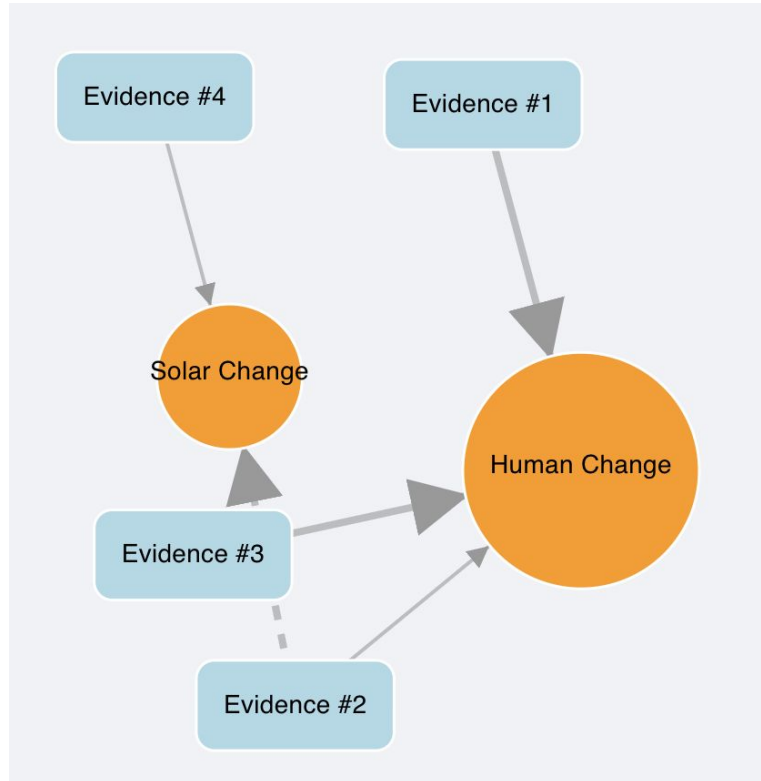 Evidence #4
Evidence #1
Solar Change
Human Change
Evidence #3
Evidence #2